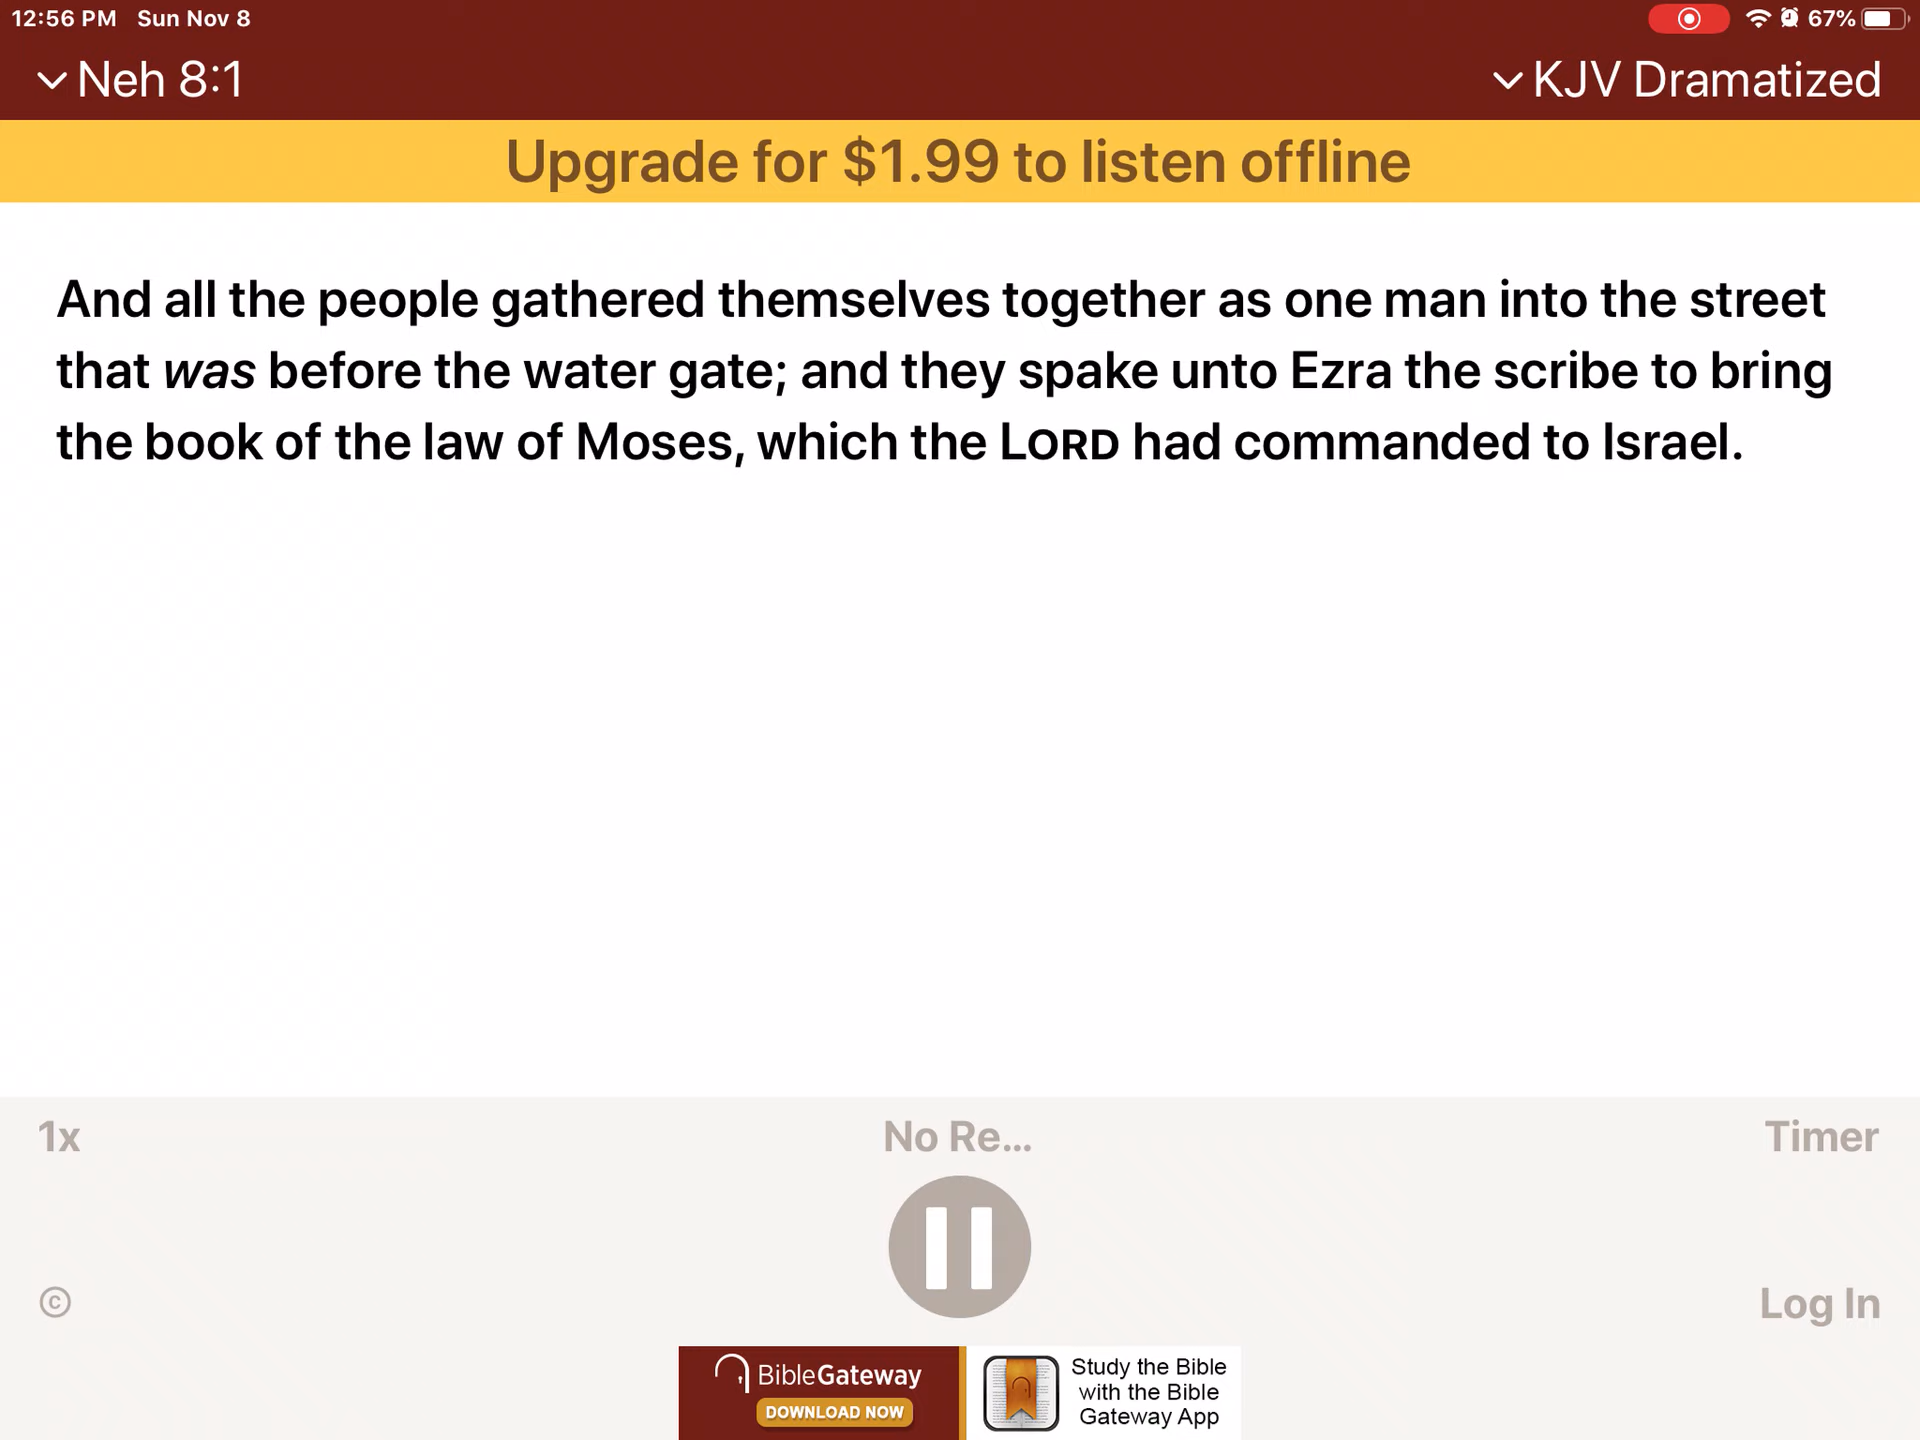 12:56 PM Sun Nov 8 67%
Neh 8:1 KJV Dramatized
Upgrade for $1.99 to listen offline
And all the people gathered themselves together as one man into the street
that was before the water gate; and they spake unto Ezra the scribe to bring
the book of the law of Moses, which the LORD had commanded to Israel.
1x No Re... Timer
© Log In
BibleGateway
DOWNLOAD NOW
Study the Bible
with the Bible
Gateway App